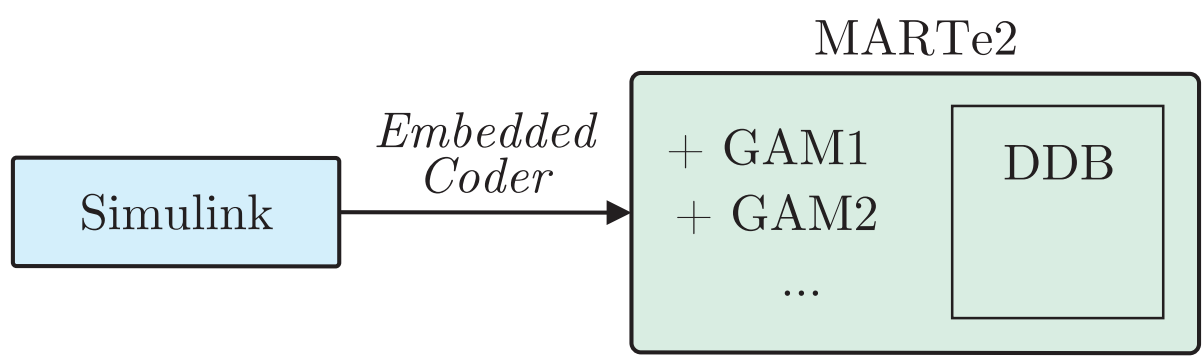 MARTe2
Embedded
Coder
Simulink
+ GAM1
+ GAM2
...
DDB